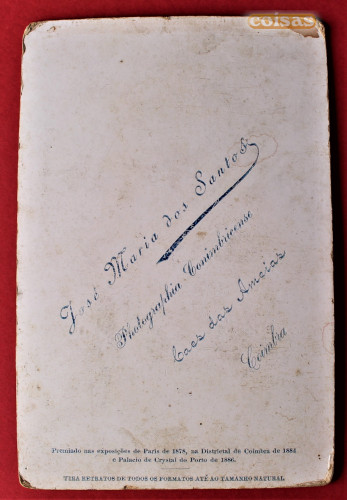 coisas
José Maria dos Santos
Photographia Conimbricense
Caes das Ameias
Coimbra
Premiado nas exposições de Paris de 1878, na Districtal de Coimbra de 1884
e Palacio de Crystal do Porto de 1886.
TIRA RETRATOS DE TODOS OS FORMATOS ATÉ AO TAMANHO NATURAL